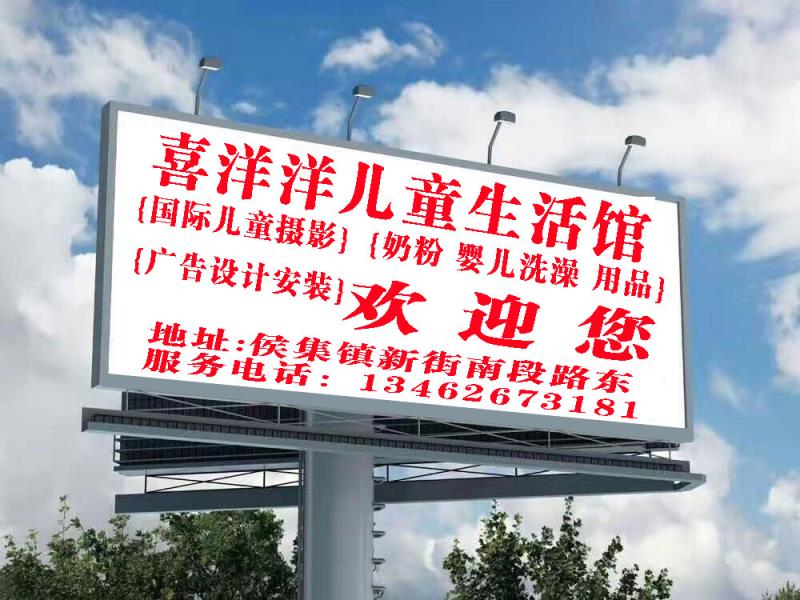 喜洋洋儿童生活馆
{国际儿童摄影} {奶粉 婴儿洗澡 用品}
{广告设计安装} 欢迎您
地址:侯集镇新街南段路东
服务电话：13462673181